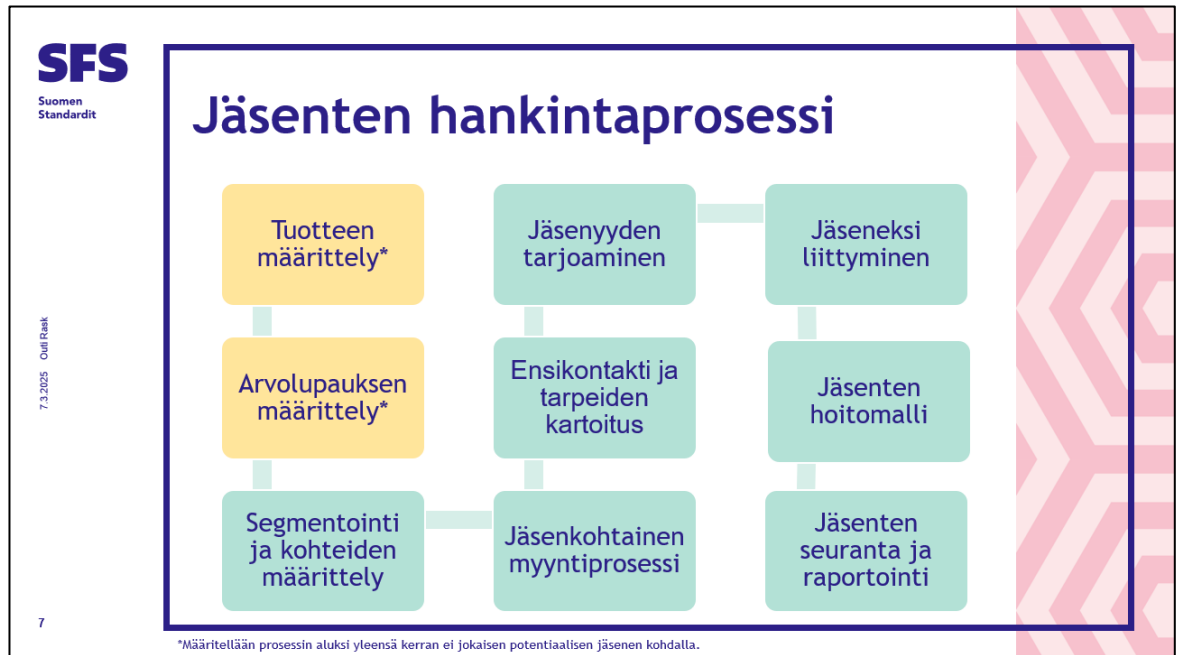 SFS
Suomen
Standardit
Jäsenten hankintaprosessi
Tuotteen
määrittely*
Arvolupauksen
määrittely*
Segmentointi
ja kohteiden
määrittely
Jäsenkohtainen
myyntiprosessi
Ensikontakti ja
tarpeiden
kartoitus
Jäsenyyden
tarjoaminen
Jäseneksi
liittyminen
Jäsenten
hoitomalli
Jäsenten
seuranta ja
raportointi
7.3.2025 Outi Rask
7
*Määritellään prosessin aluksi yleensä kerran ei jokaisen potentiaalisen jäsenen kohdalla.